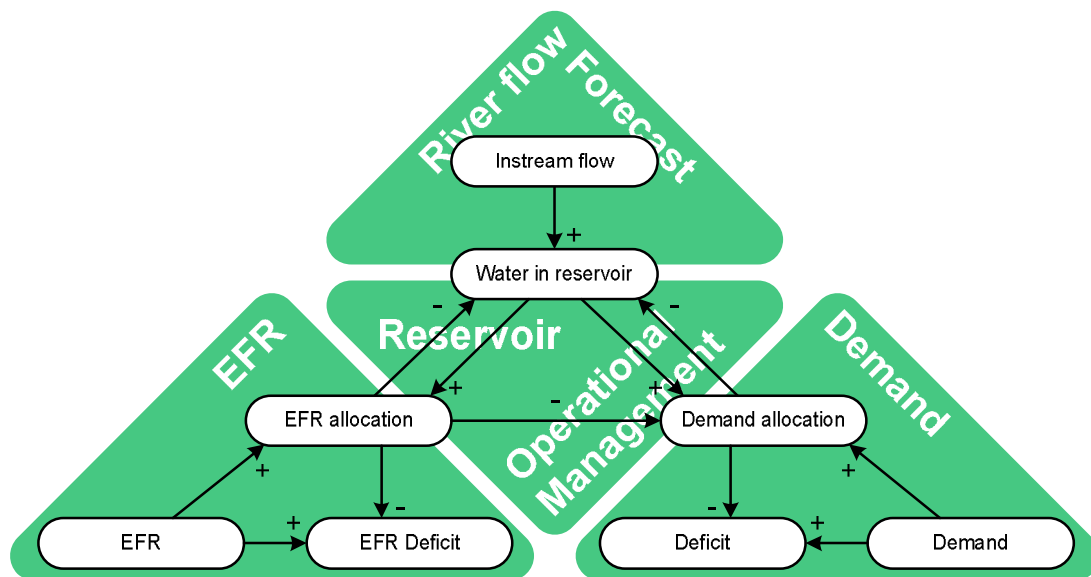 River flow
Forecast
Instream flow
+
Water in reservoir
-
-
Reservoir
Operational
Management
EFR
Demand
+
+
EFR allocation
-
Demand allocation
+
-
-
+
EFR
+
EFR Deficit
Deficit
+
Demand